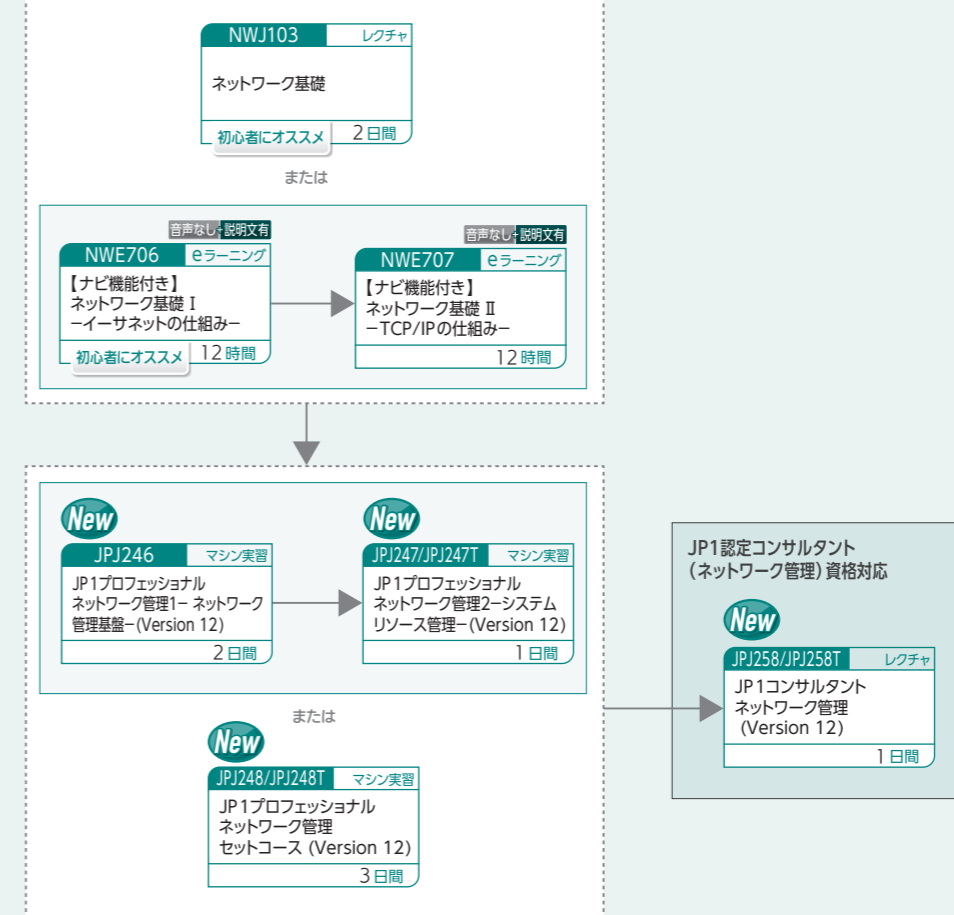 NWJ103 レクチャ
ネットワーク基礎
初心者にオススメ 2日間
または
音声なし+説明文有
NWE706 eラーニング
【ナビ機能付き】
ネットワーク基礎 Ⅰ
−イーサネットの仕組み−
初心者にオススメ 12時間
音声なし+説明文有
NWE707 eラーニング
【ナビ機能付き】
ネットワーク基礎 Ⅱ
−TCP/IPの仕組み−
12時間
New
JPJ246 マシン実習
JP1プロフェッショナル
ネットワーク管理1− ネットワーク
管理基盤−(Version 12)
2日間
New
JPJ247/JPJ247T マシン実習
JP1プロフェッショナル
ネットワーク管理2−システム
リソース管理−(Version 12)
1日間
または
New
JPJ248/JPJ248T マシン実習
JP1プロフェッショナル
ネットワーク管理
セットコース (Version 12)
3日間
JP1認定コンサルタント
(ネットワーク管理) 資格対応
New
JPJ258/JPJ258T レクチャ
JP1コンサルタント
ネットワーク管理
(Version 12)
1日間